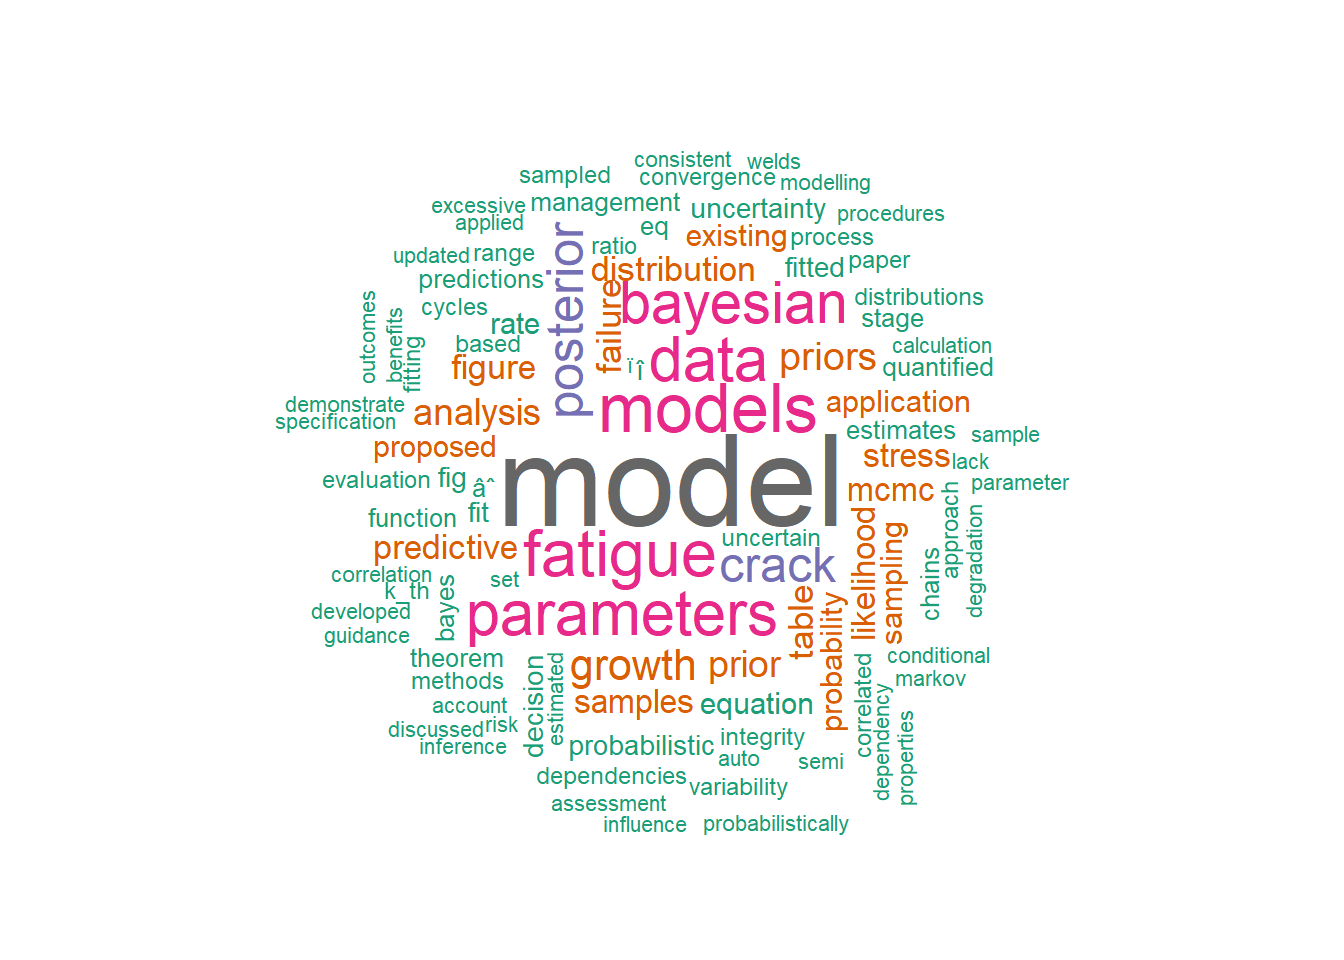 consistent
welds
sampled
convergence
modelling
excessive
management
uncertainty
procedures
applied
eq
existing
process
updated
range
ratio
posterior
distribution
fitted
paper
predictions
failure
bayesian
distributions
cycles
stage
rate
outcomes
benefits
fitting
based
data
priors
calculation
figure
ïî
quantified
demonstrate
analysis
models
application
specification
estimates
sample
proposed
model
stress
lack
evaluation
fig
âˆ
mcmc
parameter
function
fit
likelihood
sampling
approach
degradation
predictive
fatigue
uncertain
crack
chains
correlation
k_th
set
bayes
developed
parameters
table
probability
guidance
theorem
growth
prior
conditional
methods
markov
account
decision
estimated
samples
equation
correlated
dependency
properties
discussed
risk
inference
probabilistic
integrity
auto
semi
dependencies
variability
assessment
influence
probabilistically